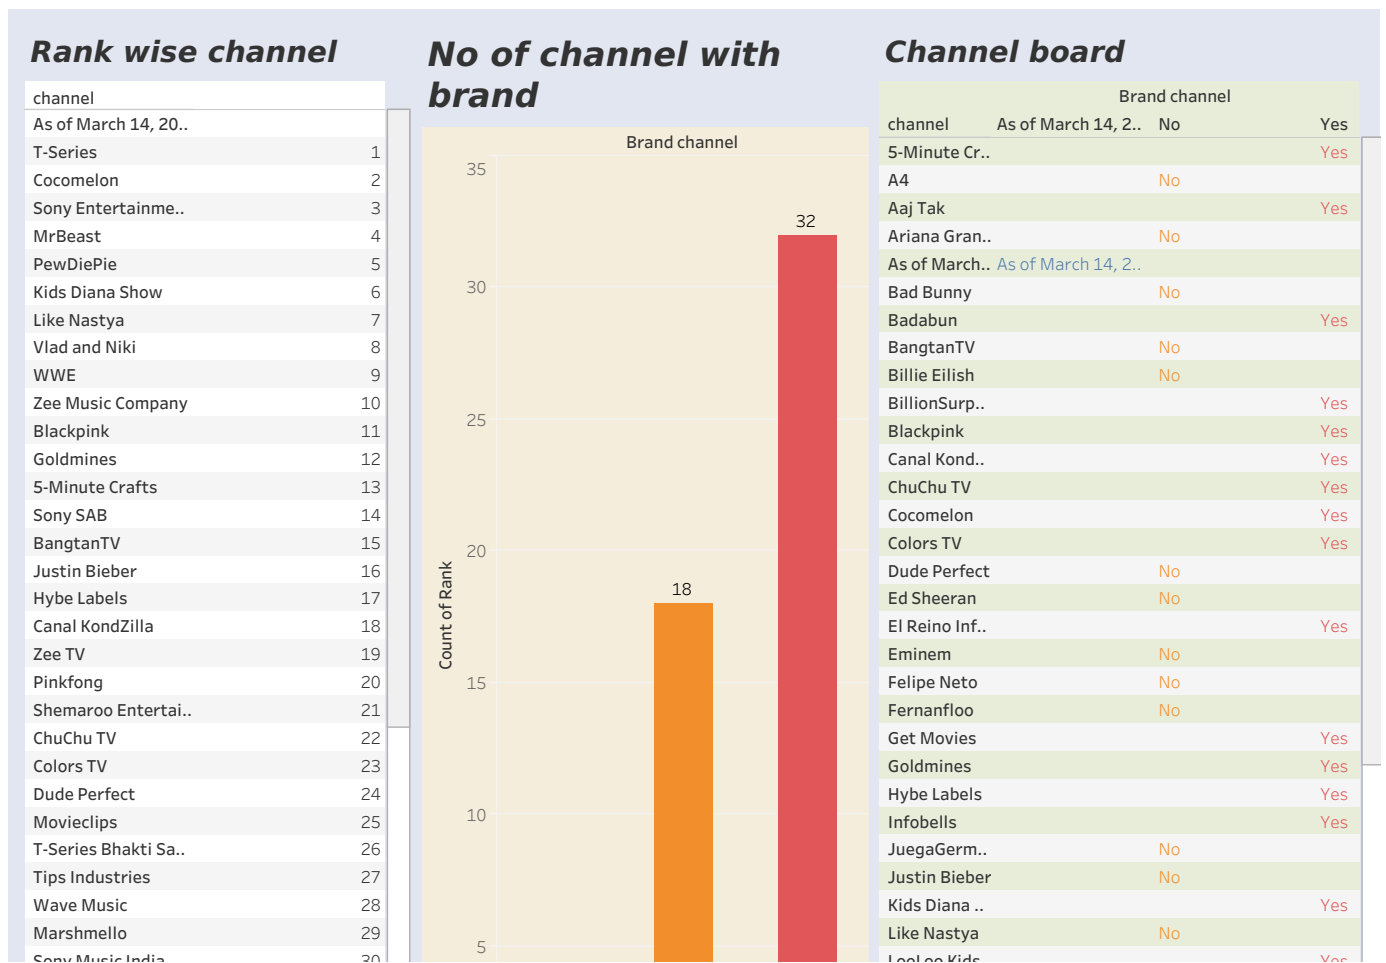 Rank wise channel
channel
As of March 14, 20..
T-Series 1
Cocomelon 2
Sony Entertainme.. 3
MrBeast 4
PewDiePie 5
Kids Diana Show 6
Like Nastya 7
Vlad and Niki 8
WWE 9
Zee Music Company 10
Blackpink 11
Goldmines 12
5-Minute Crafts 13
Sony SAB 14
BangtanTV 15
Justin Bieber 16
Hybe Labels 17
Canal KondZilla 18
Zee TV 19
Pinkfong 20
Shemaroo Entertai.. 21
ChuChu TV 22
Colors TV 23
Dude Perfect 24
Movieclips 25
T-Series Bhakti Sa.. 26
Tips Industries 27
Wave Music 28
Marshmello 29
Sony Music India 30
No of channel with
brand
Brand channel
35
32
30
25
20
18
Count of Rank
15
10
5
Channel board
Brand channel
channel As of March 14, 2.. No Yes
5-Minute Cr.. Yes
A4 No
Aaj Tak Yes
Ariana Gran.. No
As of March.. As of March 14, 2..
Bad Bunny No
Badabun Yes
BangtanTV No
Billie Eilish No
BillionSurp.. Yes
Blackpink Yes
Canal Kond.. Yes
ChuChu TV Yes
Cocomelon Yes
Colors TV Yes
Dude Perfect No
Ed Sheeran No
El Reino Inf.. Yes
Eminem No
Felipe Neto No
Fernanfloo No
Get Movies Yes
Goldmines Yes
Hybe Labels Yes
Infobells Yes
JuegaGerm.. No
Justin Bieber No
Kids Diana .. Yes
Like Nastya No
LooLoo Kids Yes